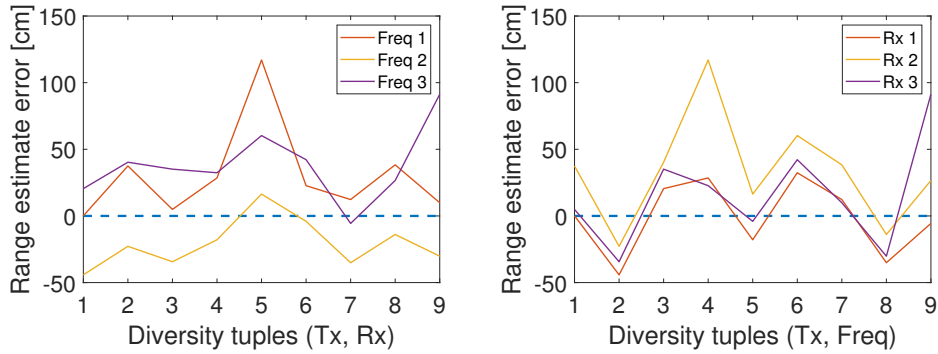 Range estimate error [cm]
150
100
50
0
-50
1 2 3 4 5 6 7 8 9
Diversity tuples (Tx, Rx)
Freq 1
Freq 2
Freq 3
Range estimate error [cm]
150
100
50
0
-50
1 2 3 4 5 6 7 8 9
Diversity tuples (Tx, Freq)
Rx 1
Rx 2
Rx 3